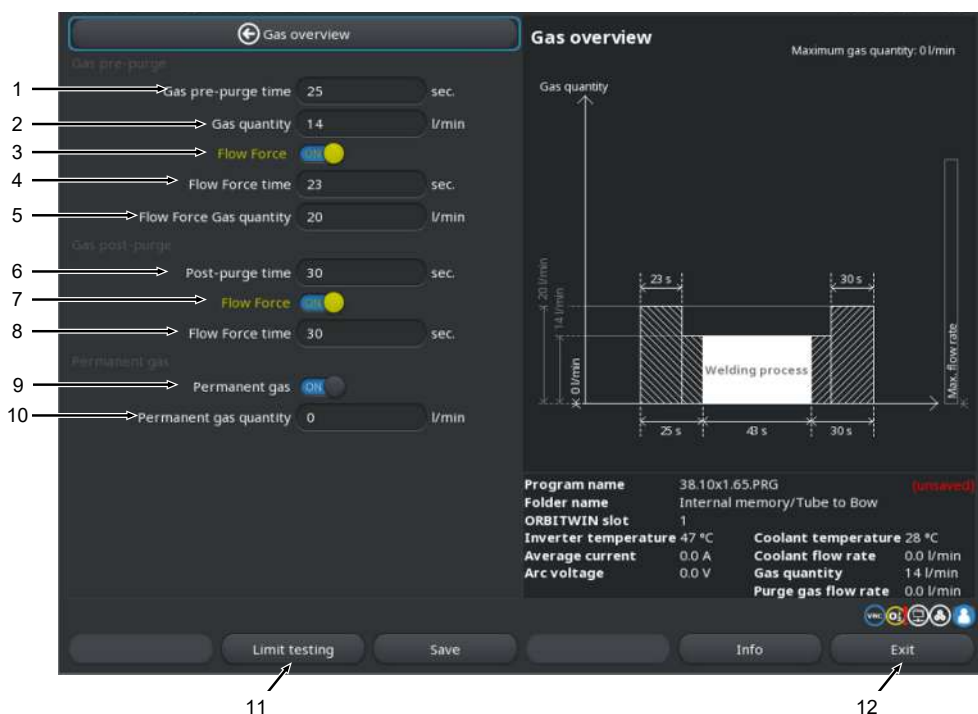 Gas overview
Gas pre-purge
1 Gas pre-purge time 25 sec.
2 Gas quantity 14 l/min
3 Flow Force ON
4 Flow Force time 23 sec.
5 Flow Force Gas quantity 20 l/min
Gas post-purge
6 Post-purge time 30 sec.
7 Flow Force ON
8 Flow Force time 30 sec.
Permanent gas
9 Permanent gas ON
10 Permanent gas quantity 0 l/min
Gas overview
Maximum gas quantity: 0 l/min
Gas quantity
20 l/min
14 l/min
0 l/min
23 s 30 s
Welding process
25 s 43 s 30 s
Max. flow rate
Program name 38.10x1.65.PRG (unsaved)
Folder name Internal memory/Tube to Bow
ORBITWIN slot 1
Inverter temperature 47 °C Coolant temperature 28 °C
Average current 0.0 A Coolant flow rate 0.0 l/min
Arc voltage 0.0 V Gas quantity 14 l/min
Purge gas flow rate 0.0 l/min
Limit testing Save Info Exit
11 12